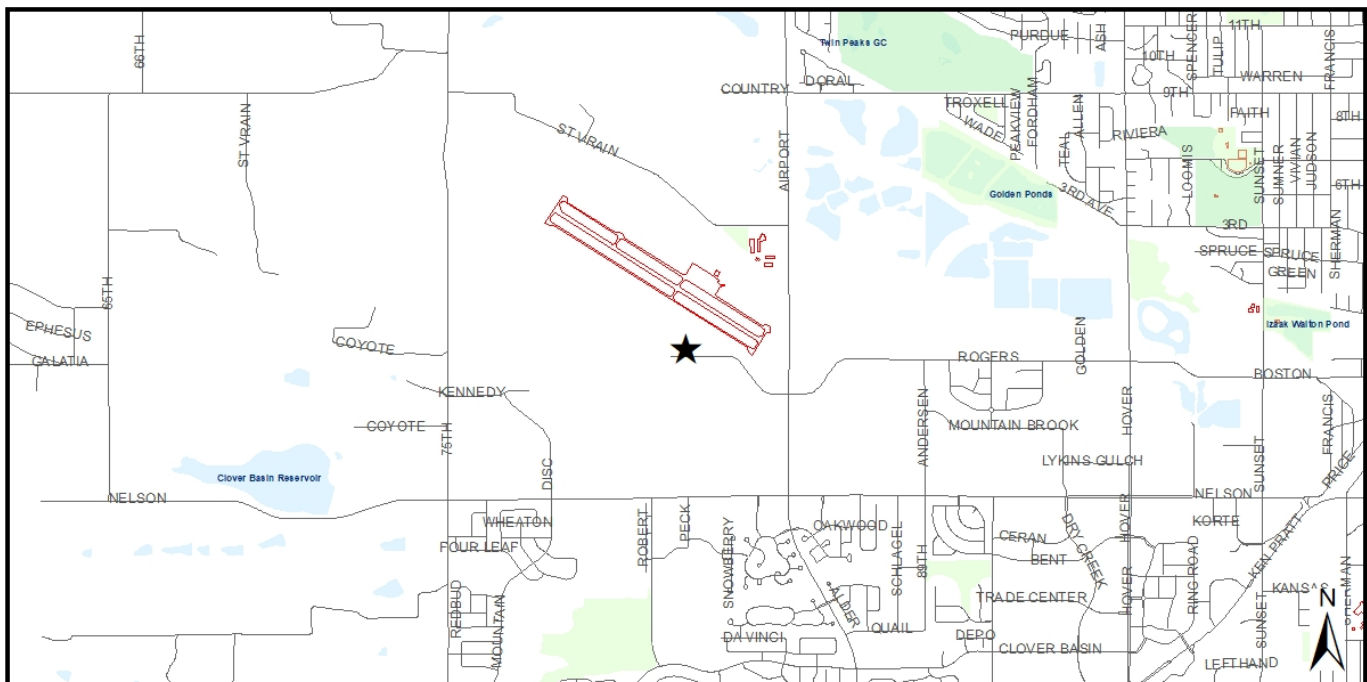 11TH
PURDUE
ASH
SPENCER
TULIP
FRANCIS
66TH
Twin Peaks GC
10TH
WARREN
DORAL
COUNTRY
9TH
TROXELL
PEAKVIEW
FORDHAM
ALLEN
FAITH
8TH
ST VRAIN
ST VRAIN
WADE
TEAL
RIVIERA
AIRPORT
LOOMIS
SUNSET
SUMNER
VIVIAN
JUDSON
6TH
Golden Ponds
3RD AVE
3RD
SHERMAN
SPRUCE
SPRUCE
GREEN
65TH
EPHESUS
GALATIA
COYOTE
GOLDEN
Izaak Walton Pond
ROGERS
BOSTON
KENNEDY
COYOTE
75TH
DISC
ANDERSEN
MOUNTAIN BROOK
HOVER
FRANCIS
LYKINS GULCH
SUNSET
PRICE
Clover Basin Reservoir
NELSON
NELSON
WHEATON
FOUR LEAF
ROBERT
PECK
SNOWBERRY
OAKWOOD
SCHLAGEL
89TH
CERAN
BENT
DRY CREEK
HOVER
KORTE
KEN PRATT
RING ROAD
REDBUD
MOUNTAIN
ALDER
TRADE CENTER
HOVER
KANSAS
SHERMAN
N
DA VINCI
QUAIL
DEPO
CLOVER BASIN
SUNSET
LEFTHAND